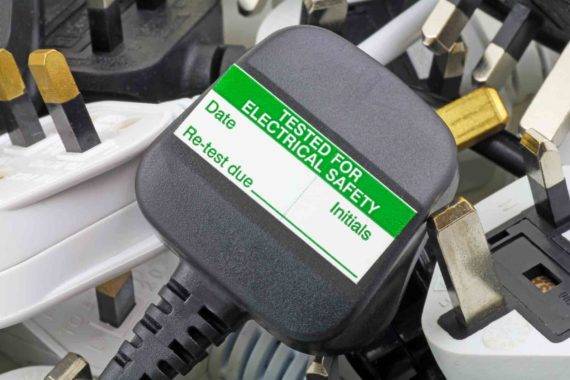 TESTED FOR
ELECTRICAL SAFETY
Date
Initials
Re-test due